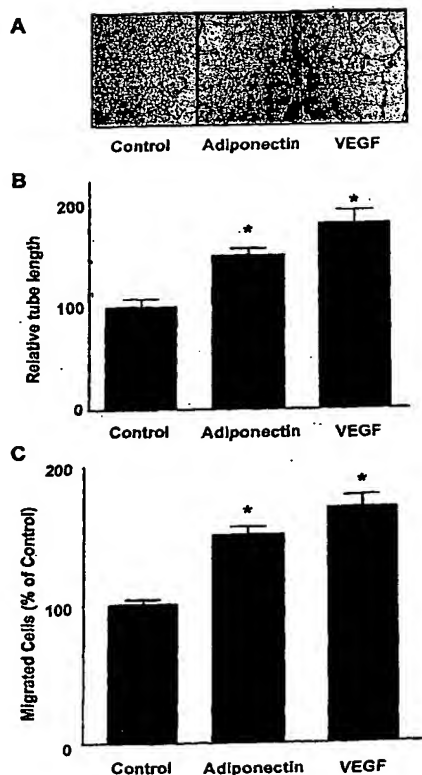 A
Control Adiponectin VEGF
B
Relative tube length
200
100
0
*
*
Control Adiponectin VEGF
C
Migrated Cells (% of Control)
200
100
0
*
*
Control Adiponectin VEGF